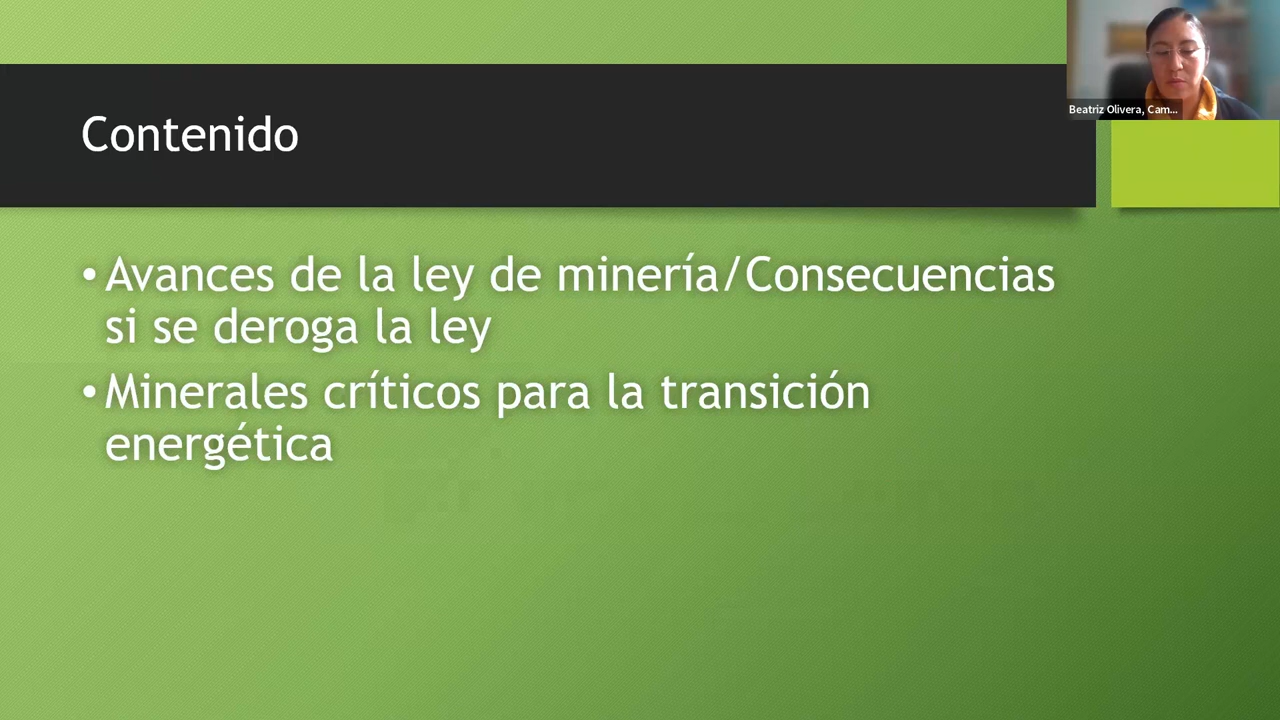 Beatriz Olivera, Cam...
Contenido
• Avances de la ley de minería/Consecuencias
si se deroga la ley
• Minerales críticos para la transición
energética